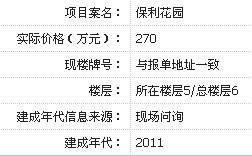 项目案名： 保利花园
实际价格（万元）： 270
现楼牌号： 与报单地址一致
楼层： 所在楼层5/总楼层6
建成年代信息来源： 现场问询
建成年代： 2011